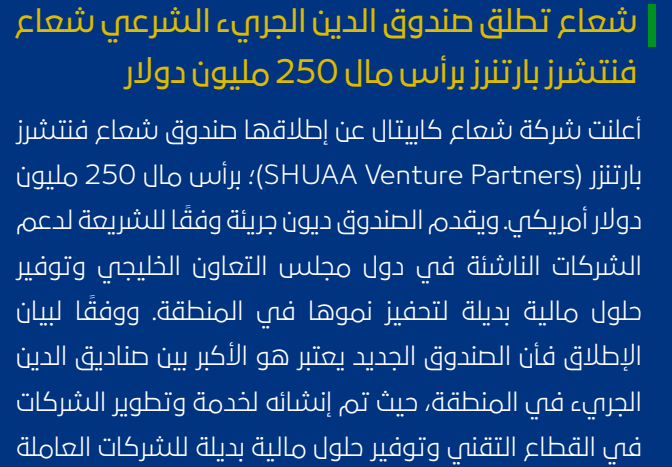 شعاع تطلق صندوق الدين الجريء الشرعي شعاع
فنتشرز بارتنرز برأس مال 250 مليون دولار
أعلنت شركة شعاع كابيتال عن إطلاقها صندوق شعاع فنتشرز
بارتنزر (SHUAA Venture Partners)؛ برأس مال 250 مليون
دولار أمريكي. ويقدم الصندوق ديون جريئة وفقًا للشريعة لدعم
الشركات الناشئة في دول مجلس التعاون الخليجي وتوفير
حلول مالية بديلة لتحفيز نموها في المنطقة. ووفقًا لبيان
الإطلاق فأن الصندوق الجديد يعتبر هو الأكبر بين صناديق الدين
الجريء في المنطقة، حيث تم إنشائه لخدمة وتطوير الشركات
في القطاع التقني وتوفير حلول مالية بديلة للشركات العاملة